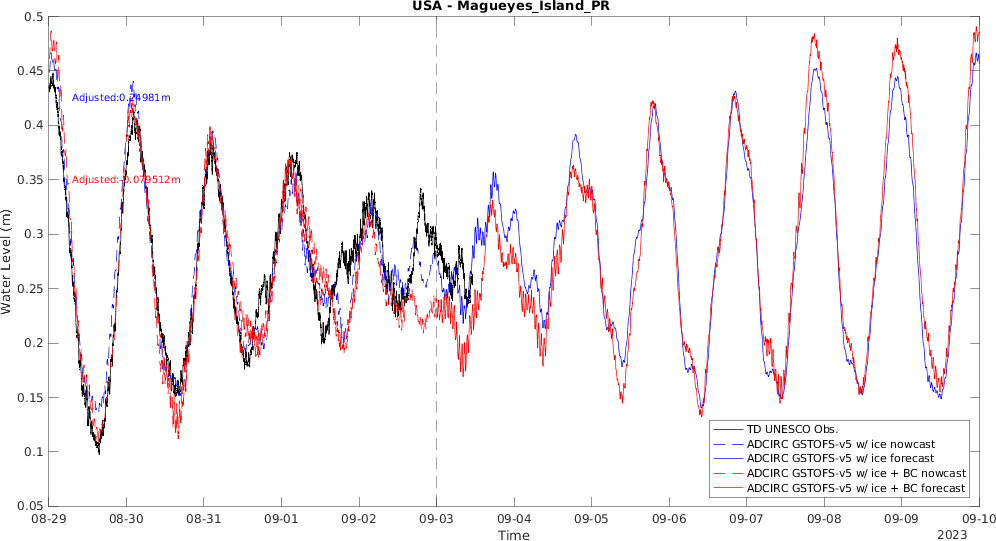 USA - Magueyes_Island_PR
0.5
0.45
0.4
0.35
0.3
0.25
0.2
0.15
0.1
0.05
Water Level (m)
Adjusted:0.24981m
Adjusted:-0.079512m
TD UNESCO Obs.
ADCIRC GSTOFS-v5 w/ ice nowcast
ADCIRC GSTOFS-v5 w/ ice forecast
ADCIRC GSTOFS-v5 w/ ice + BC nowcast
ADCIRC GSTOFS-v5 w/ ice + BC forecast
08-29 08-30 08-31 09-01 09-02 09-03 09-04 09-05 09-06 09-07 09-08 09-09 09-10
Time
2023